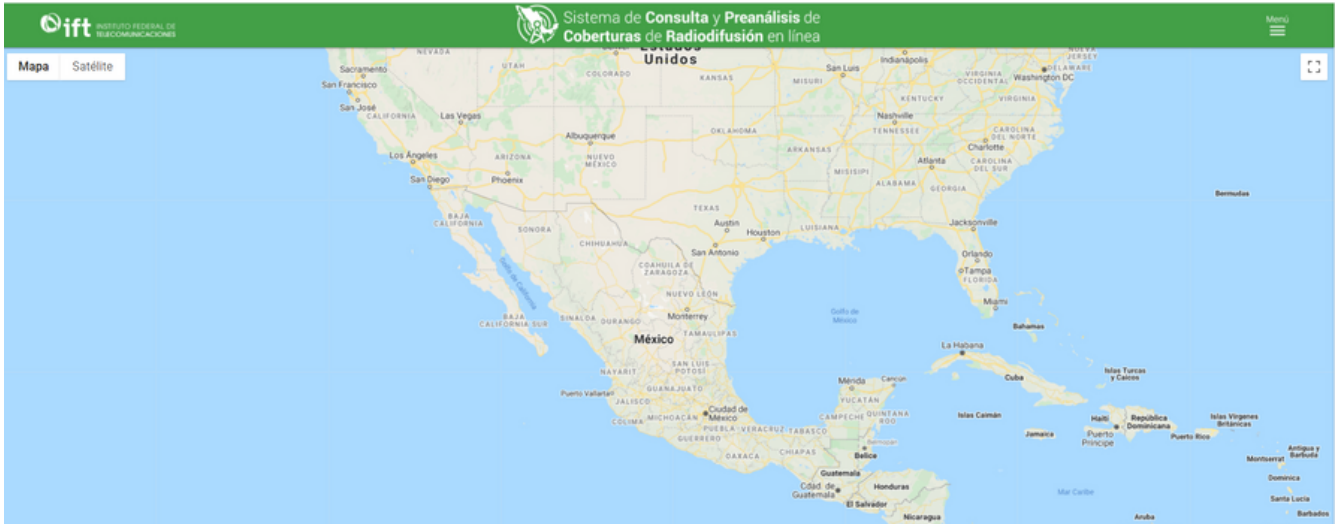 ift INSTITUTO FEDERAL DE
TELECOMUNICACIONES
Sistema de Consulta y Preanálisis de
Coberturas de Radiodifusión en línea
Menú
Mapa
Satélite
Estados
Unidos
NEVADA
UTAH
COLORADO
KANSAS
MISURI
San Luis
Indianápolis
VIRGINIA
OCCIDENTAL
NUEVA
JERSEY
DELAWARE
Washington DC
Sacramento
San Francisco
San José
CALIFORNIA
Las Vegas
KENTUCKY
VIRGINIA
Nashville
TENNESSEE
CAROLINA
DEL NORTE
Charlotte
Albuquerque
OKLAHOMA
ARKANSAS
Los Ángeles
ARIZONA
NUEVO
MÉXICO
Atlanta
CAROLINA
DEL SUR
San Diego
Phoenix
MISISIPI
ALABAMA
GEORGIA
Bermudas
TEXAS
BAJA
CALIFORNIA
SONORA
Austin
Houston
LUISIANA
Jacksonville
CHIHUAHUA
San Antonio
Orlando
Tampa
FLORIDA
COAHUILA DE
ZARAGOZA
Golfo de California
NUEVO LEÓN
Miami
BAJA
CALIFORNIA SUR
SINALOA
DURANGO
Monterrey
Golfo de
México
Bahamas
México
TAMAULIPAS
La Habana
SAN LUIS
POTOSÍ
NAYARIT
Cuba
Islas Turcas
y Caicos
Puerto Vallarta
GUANAJUATO
JALISCO
Mérida
Cancún
YUCATÁN
COLIMA
MICHOACÁN
Ciudad de
México
CAMPECHE
QUINTANA
ROO
Islas Caimán
Haití
República
Dominicana
Islas Vírgenes
Británicas
PUEBLA
VERACRUZ
TABASCO
Jamaica
Puerto
Príncipe
Puerto Rico
GUERRERO
Belmopán
OAXACA
CHIAPAS
Belice
Antigua y
Barbuda
Montserrat
Guatemala
Dominica
Cdad. de
Guatemala
Honduras
Mar Caribe
El Salvador
Santa Lucía
Nicaragua
Aruba
Barbados